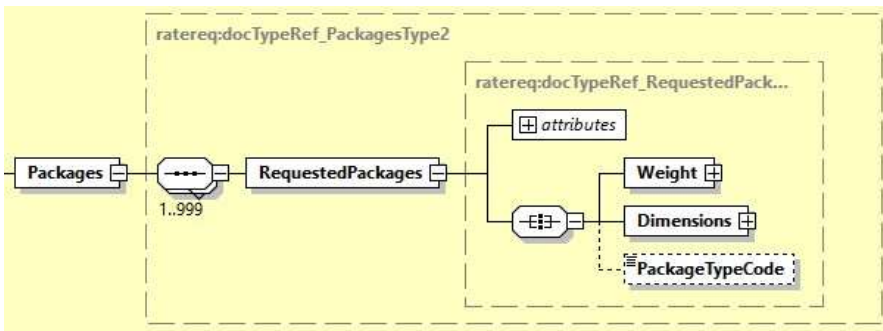 ratereq:docTypeRef_PackagesType2
ratereq:docTypeRef_RequestedPack...
attributes
Packages
1..999
RequestedPackages
Weight
Dimensions
PackageTypeCode